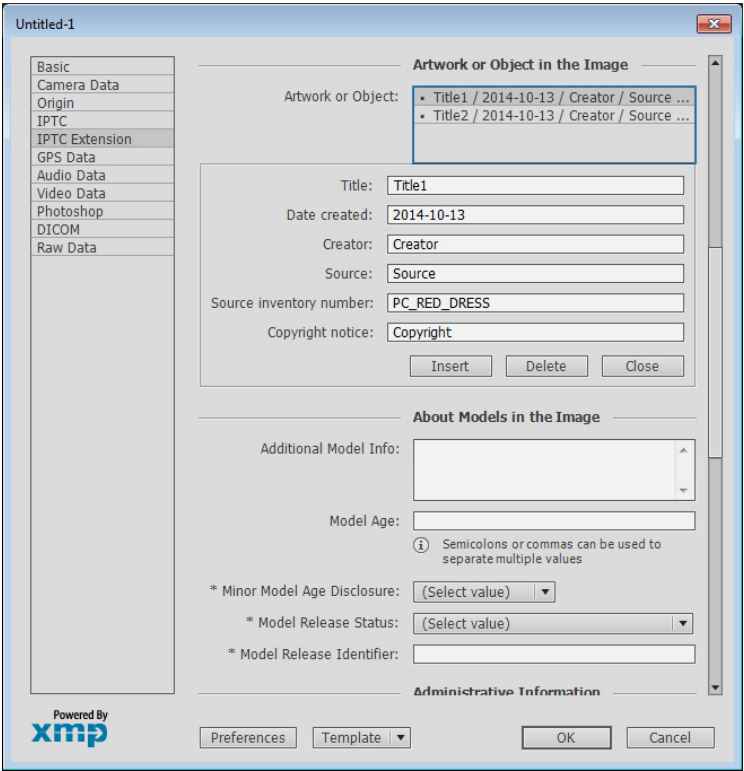 Untitled-1
Basic
Camera Data
Origin
IPTC
IPTC Extension
GPS Data
Audio Data
Video Data
Photoshop
DICOM
Raw Data
Artwork or Object in the Image
Artwork or Object:
▪ Title1 / 2014-10-13 / Creator / Source ...
▪ Title2 / 2014-10-13 / Creator / Source ...
Title: Title1
Date created: 2014-10-13
Creator: Creator
Source: Source
Source inventory number: PC_RED_DRESS
Copyright notice: Copyright
Insert Delete Close
About Models in the Image
Additional Model Info:
Model Age:
Semicolons or commas can be used to
separate multiple values
* Minor Model Age Disclosure: (Select value)
* Model Release Status: (Select value)
* Model Release Identifier:
Administrative Information
Powered By
xmp
Preferences Template OK Cancel